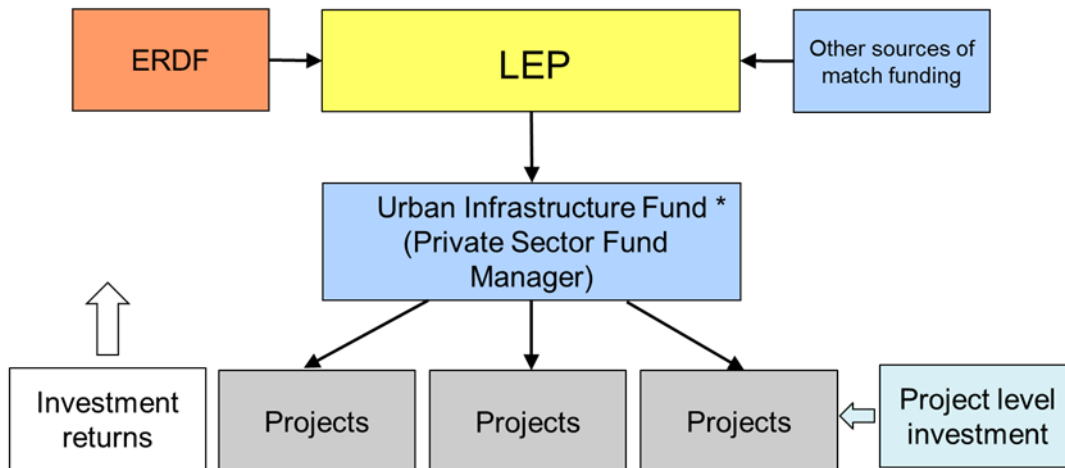 ERDF
LEP
Other sources of
match funding
Urban Infrastructure Fund *
(Private Sector Fund
Manager)
Investment
returns
Projects
Projects
Projects
Project level
investment